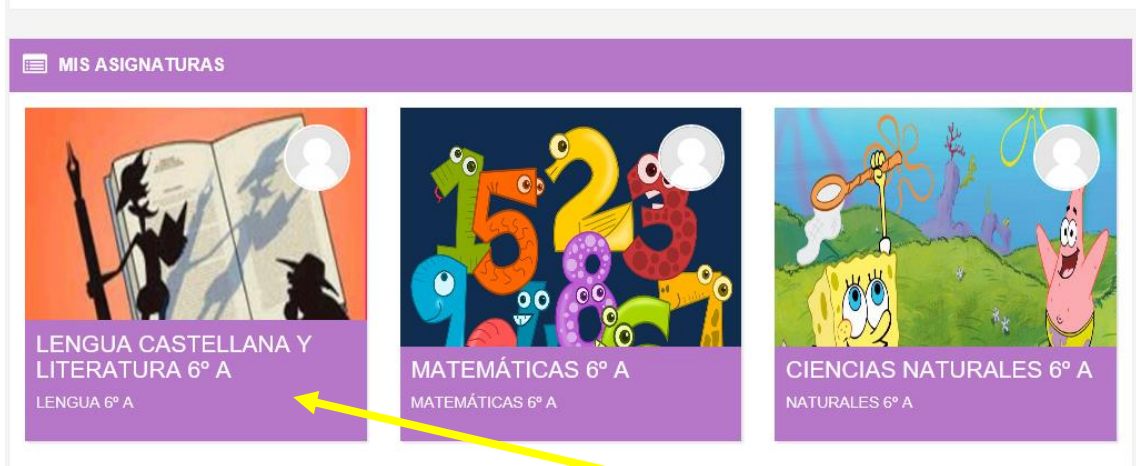 MIS ASIGNATURAS
LENGUA CASTELLANA Y
LITERATURA 6º A
LENGUA 6º A
MATEMÁTICAS 6º A
MATEMÁTICAS 6º A
CIENCIAS NATURALES 6º A
NATURALES 6º A